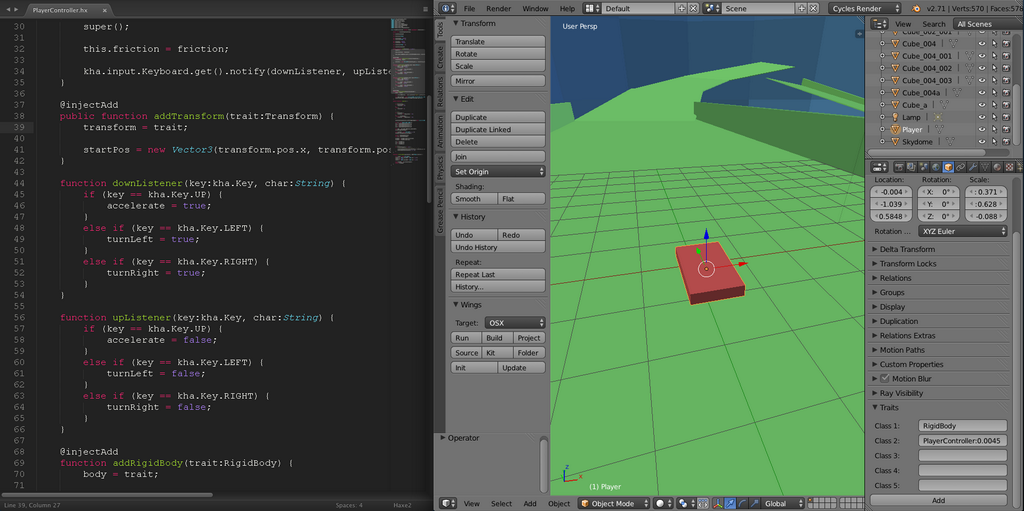 PlayerController.hx
30 super();
31
32 this.friction = friction;
33
34 kha.input.Keyboard.get().notify(downListener, upListe
35 }
36
37 @injectAdd
38 public function addTransform(trait:Transform) {
39 transform = trait;
40
41 startPos = new Vector3(transform.pos.x, transform.pos
42 }
43
44 function downListener(key:kha.Key, char:String) {
45 if (key == kha.Key.UP) {
46 accelerate = true;
47 }
48 else if (key == kha.Key.LEFT) {
49 turnLeft = true;
50 }
51 else if (key == kha.Key.RIGHT) {
52 turnRight = true;
53 }
54 }
55
56 function upListener(key:kha.Key, char:String) {
57 if (key == kha.Key.UP) {
58 accelerate = false;
59 }
60 else if (key == kha.Key.LEFT) {
61 turnLeft = false;
62 }
63 else if (key == kha.Key.RIGHT) {
64 turnRight = false;
65 }
66 }
67
68 @injectAdd
69 function addRigidBody(trait:RigidBody) {
70 body = trait;
71
Line 39, Column 27
Spaces: 4
Haxe2
File Render Window Help
Default
Scene
Cycles Render
v2.71 | Verts:570 | Faces:578
Tools
Create
Relations
Animation
Physics
Grease Pencil
Transform
Translate
Rotate
Scale
Mirror
Edit
Duplicate
Duplicate Linked
Delete
Join
Set Origin
Shading:
Smooth Flat
History
Undo Redo
Undo History
Repeat:
Repeat Last
History...
Wings
Target: OSX
Run Build Project
Source Kit Folder
Init Update
Operator
User Persp
(1) Player
z
x
View Select Add Object
Object Mode
Global
View Search All Scenes
Cube_002_001
Cube_004
Cube_004_001
Cube_004_002
Cube_004_003
Cube_004a
Cube_a
Lamp
Player
Skydome
Location: Rotation: Scale:
-0.004 X: 0° : 0.371
-1.039 Y: 0° :0.628
0.5848 Z: 0° -0.088
Rotation ... XYZ Euler
Delta Transform
Transform Locks
Relations
Groups
Display
Duplication
Relations Extras
Motion Paths
Custom Properties
Motion Blur
Ray Visibility
Traits
Class 1: RigidBody
Class 2: PlayerController:0.0045
Class 3:
Class 4:
Class 5:
Add